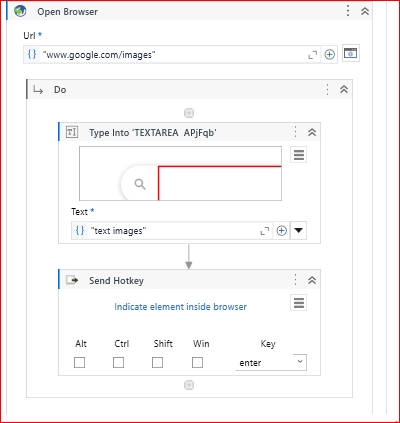 Open Browser
Url *
{} "www.google.com/images"
Do
TI Type Into 'TEXTAREA APjFqb'
Text *
{} "text images"
Send Hotkey
Indicate element inside browser
Alt Ctrl Shift Win Key
enter